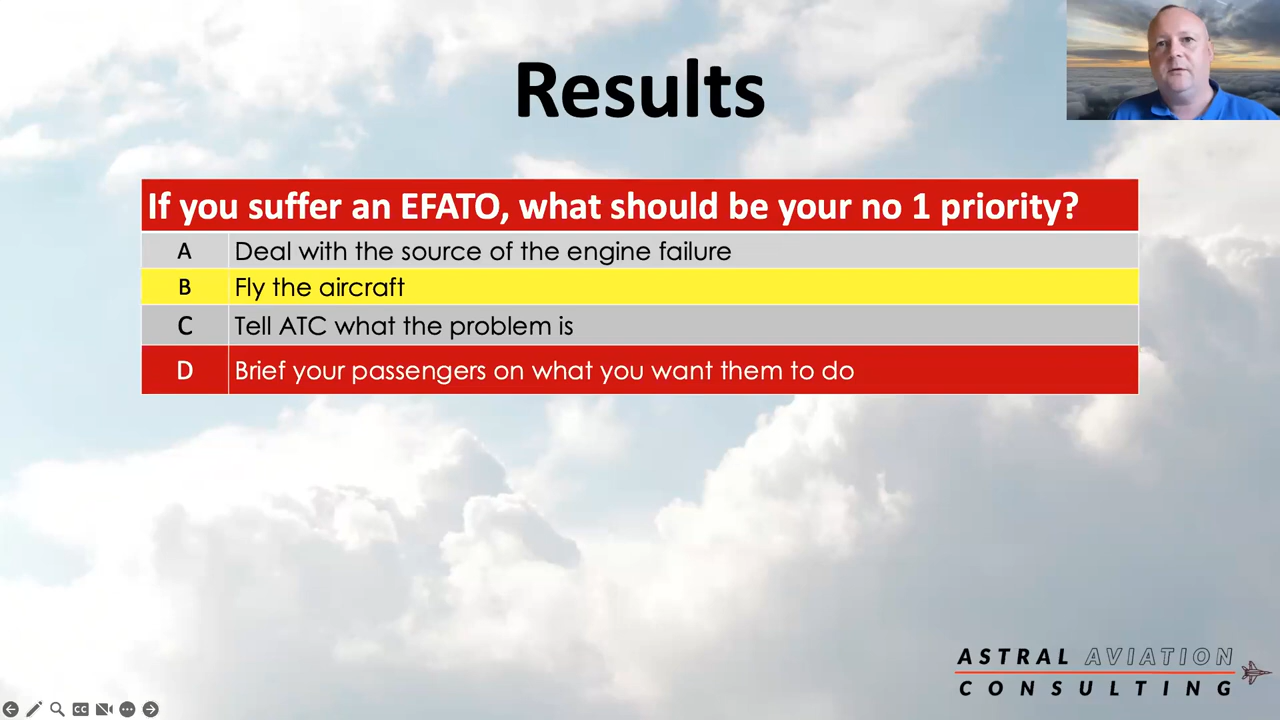 Results
If you suffer an EFATO, what should be your no 1 priority?
A Deal with the source of the engine failure
B Fly the aircraft
C Tell ATC what the problem is
D Brief your passengers on what you want them to do
ASTRAL AVIATION
CONSULTING
CC